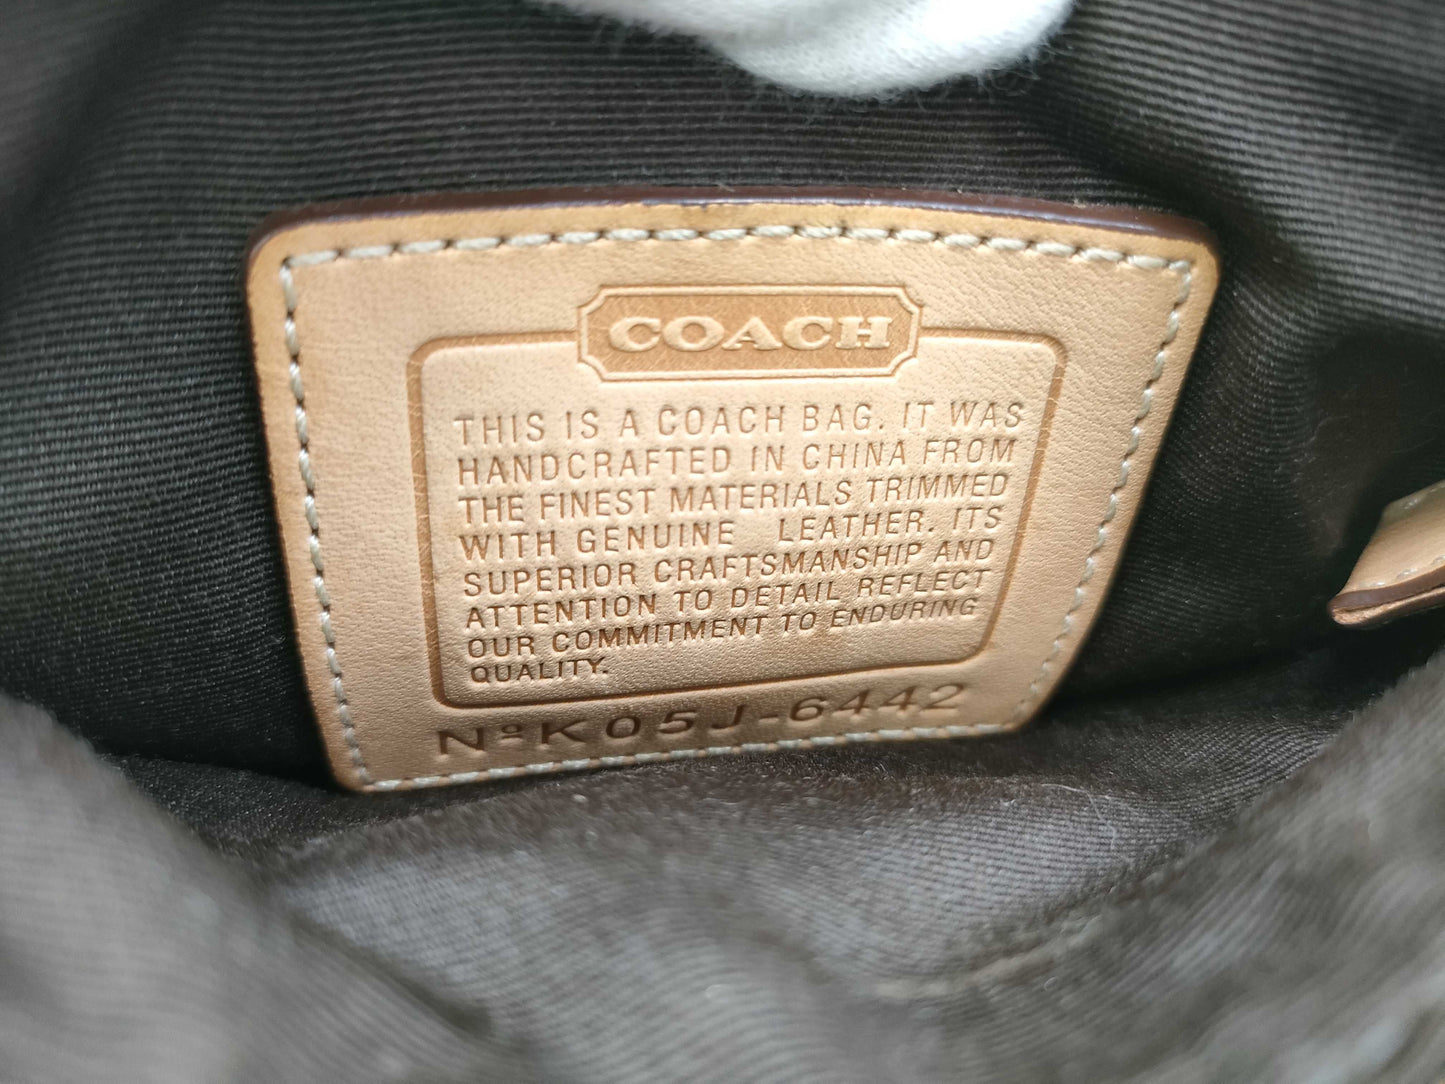 COACH
THIS IS A COACH BAG. IT WAS
HANDCRAFTED IN CHINA FROM
THE FINEST MATERIALS TRIMMED
WITH GENUINE LEATHER. ITS
SUPERIOR CRAFTSMANSHIP AND
ATTENTION TO DETAIL REFLECT
OUR COMMITMENT TO ENDURING
QUALITY.
Nº K05J-6442